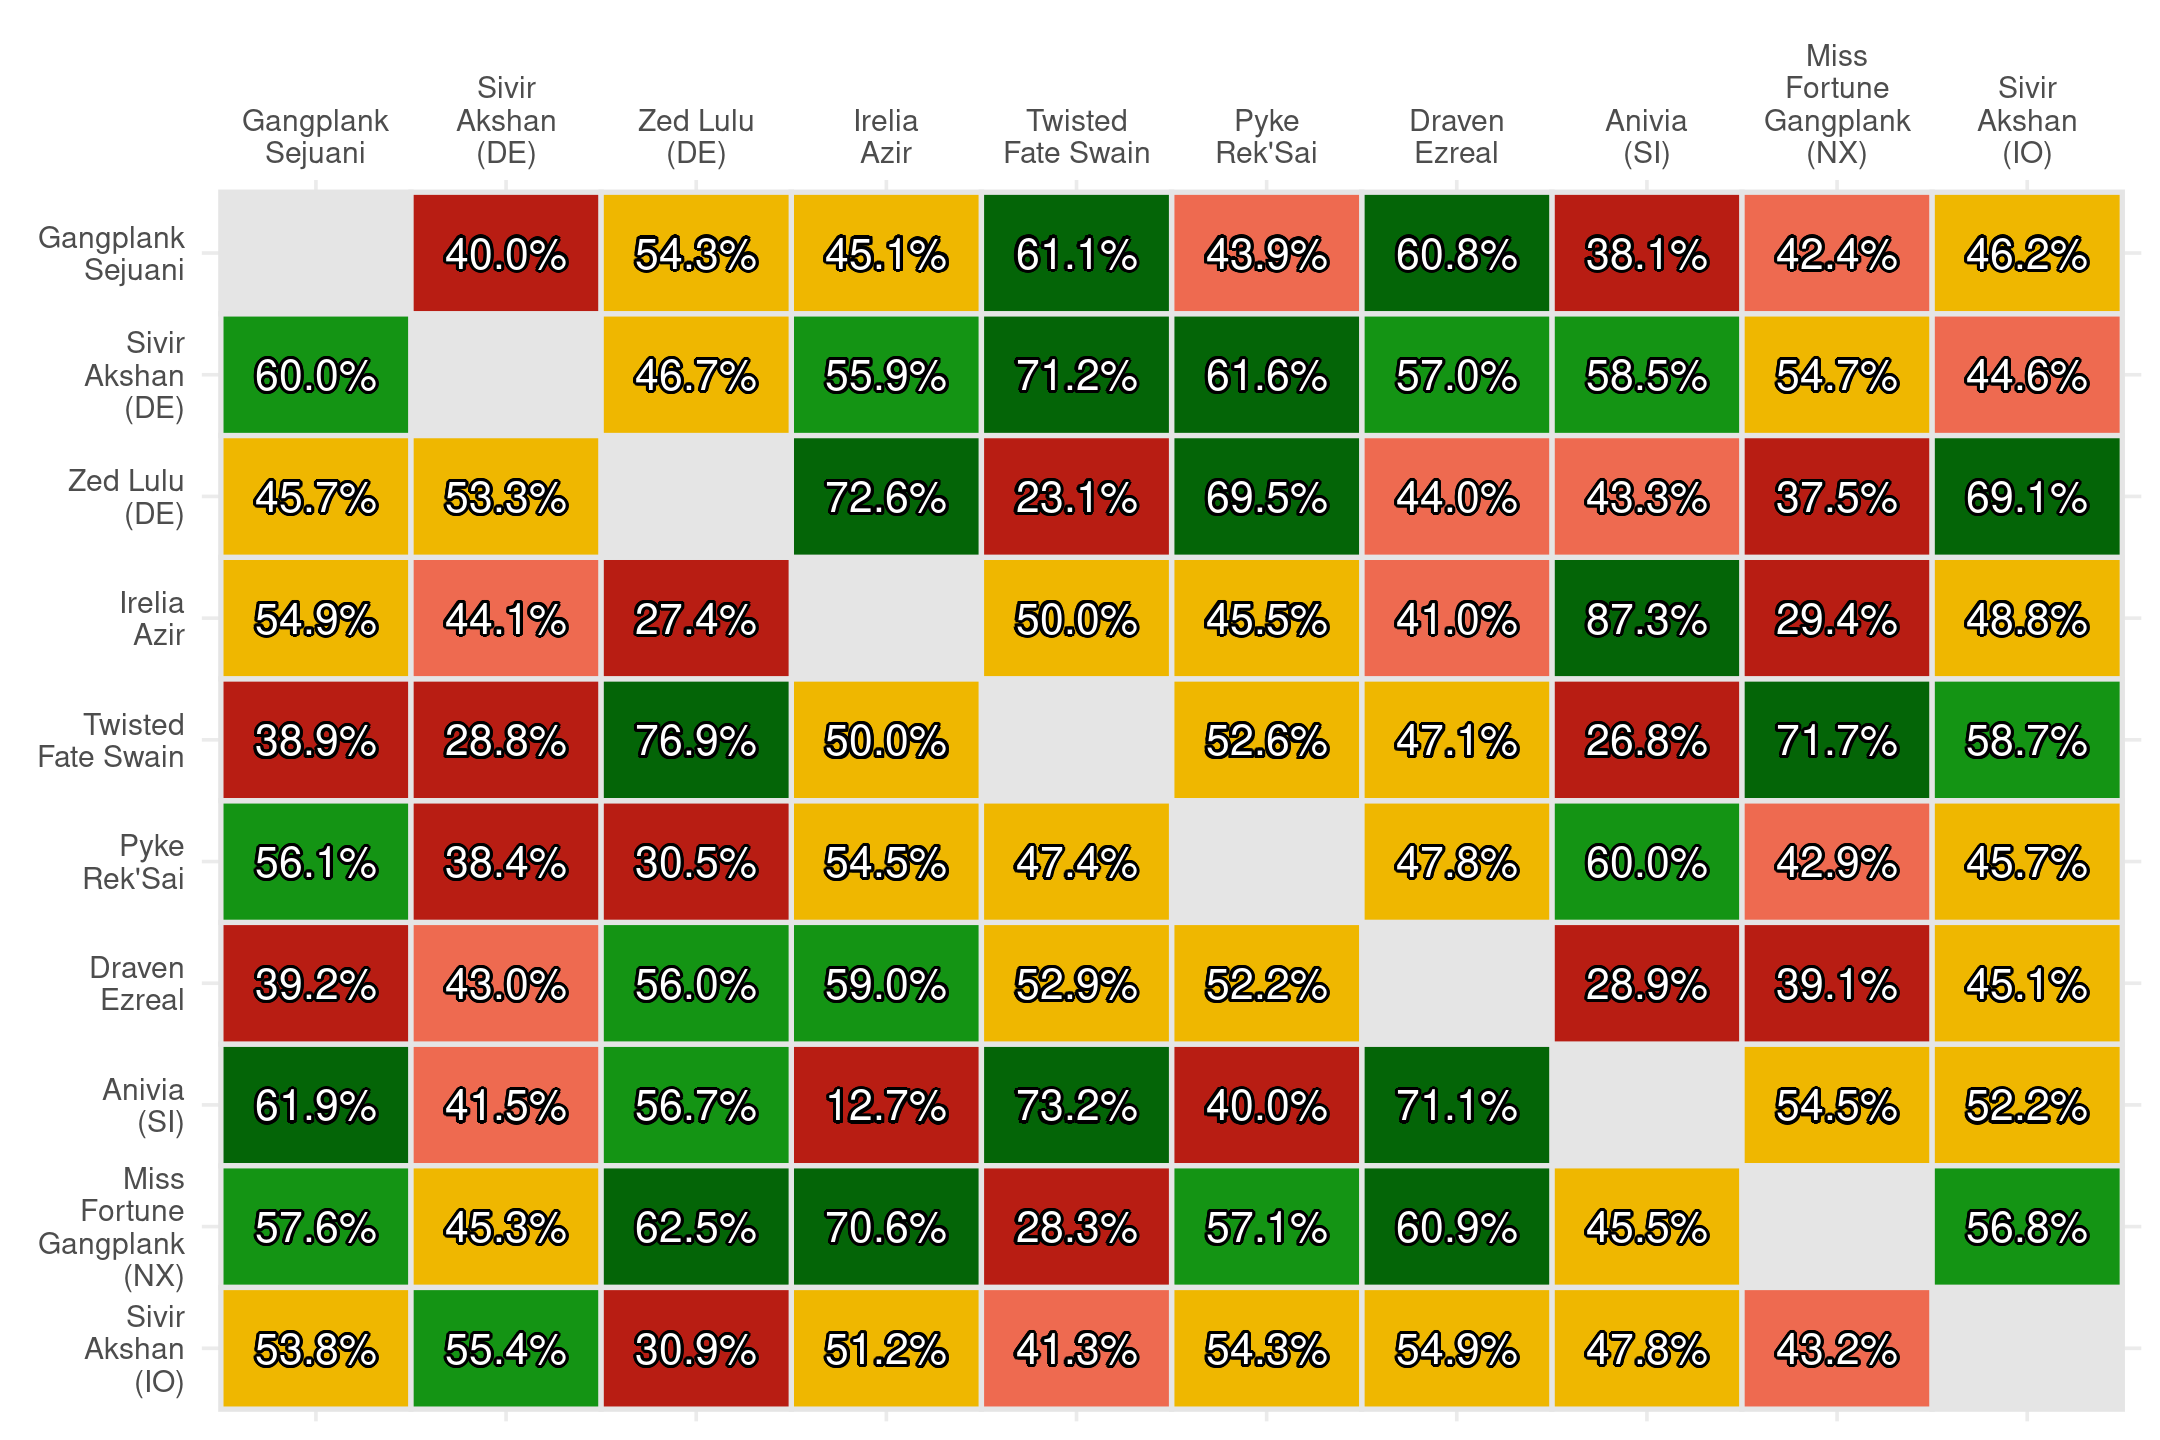 Gangplank
Sejuani
Sivir
Akshan
(DE)
Zed Lulu
(DE)
Irelia
Azir
Twisted
Fate Swain
Pyke
Rek'Sai
Draven
Ezreal
Anivia
(SI)
Miss
Fortune
Gangplank
(NX)
Sivir
Akshan
(IO)
Gangplank
Sejuani
40.0% 54.3% 45.1% 61.1% 43.9% 60.8% 38.1% 42.4% 46.2%
Sivir
Akshan
(DE)
60.0% 46.7% 55.9% 71.2% 61.6% 57.0% 58.5% 54.7% 44.6%
Zed Lulu
(DE)
45.7% 53.3% 72.6% 23.1% 69.5% 44.0% 43.3% 37.5% 69.1%
Irelia
Azir
54.9% 44.1% 27.4% 50.0% 45.5% 41.0% 87.3% 29.4% 48.8%
Twisted
Fate Swain
38.9% 28.8% 76.9% 50.0% 52.6% 47.1% 26.8% 71.7% 58.7%
Pyke
Rek'Sai
56.1% 38.4% 30.5% 54.5% 47.4% 47.8% 60.0% 42.9% 45.7%
Draven
Ezreal
39.2% 43.0% 56.0% 59.0% 52.9% 52.2% 28.9% 39.1% 45.1%
Anivia
(SI)
61.9% 41.5% 56.7% 12.7% 73.2% 40.0% 71.1% 54.5% 52.2%
Miss
Fortune
Gangplank
(NX)
57.6% 45.3% 62.5% 70.6% 28.3% 57.1% 60.9% 45.5% 56.8%
Sivir
Akshan
(IO)
53.8% 55.4% 30.9% 51.2% 41.3% 54.3% 54.9% 47.8% 43.2%